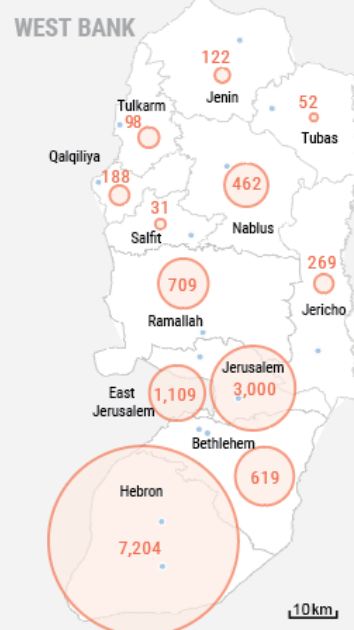 WEST BANK
122
Jenin
52
Tubas
Tulkarm
98
Qalqiliya
188
462
Nablus
31
Salfit
269
Jericho
709
Ramallah
Jerusalem
3,000
East
Jerusalem
1,109
Bethlehem
619
Hebron
7,204
10km